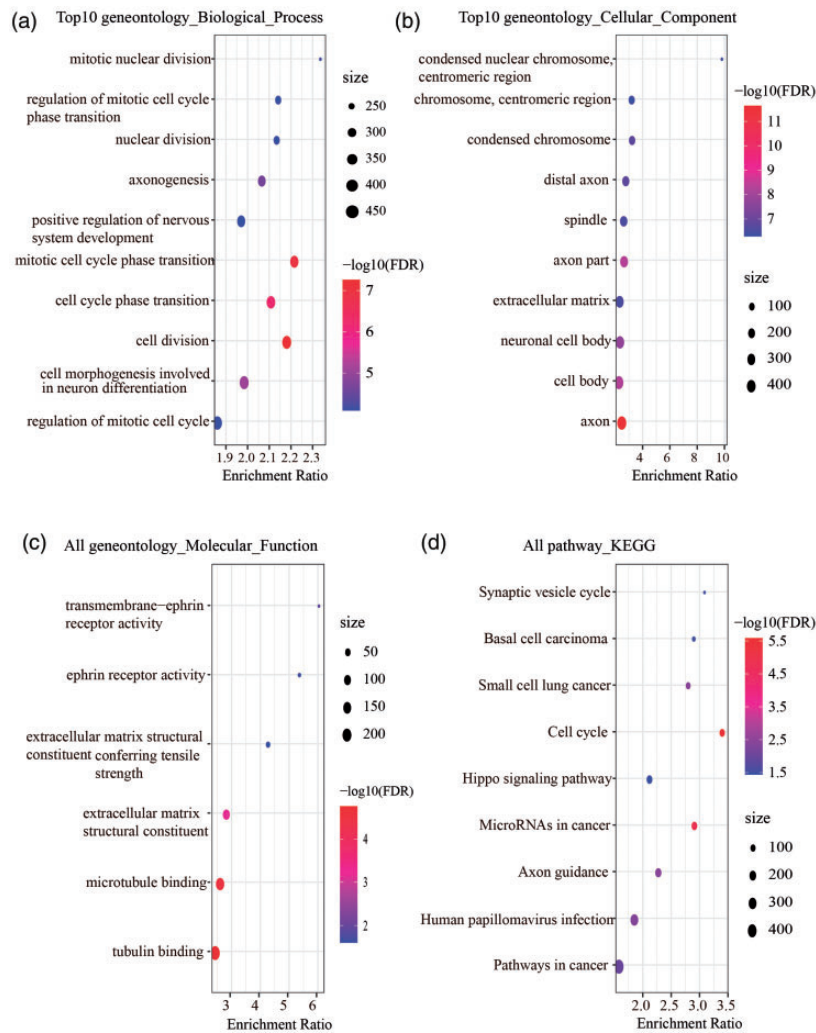 (a)
Top10 geneontology_Biological_Process
mitotic nuclear division
regulation of mitotic cell cycle
phase transition
nuclear division
axonogenesis
positive regulation of nervous
system development
mitotic cell cycle phase transition
cell cycle phase transition
cell division
cell morphogenesis involved
in neuron differentiation
regulation of mitotic cell cycle
1.9 2.0 2.1 2.2 2.3
Enrichment Ratio
size
250
300
350
400
450
−log10(FDR)
7
6
5
(b)
Top10 geneontology_Cellular_Component
condensed nuclear chromosome,
centromeric region
chromosome, centromeric region
condensed chromosome
distal axon
spindle
axon part
extracellular matrix
neuronal cell body
cell body
axon
4 6 8 10
Enrichment Ratio
−log10(FDR)
11
10
9
8
7
size
100
200
300
400
(c)
All geneontology_Molecular_Function
transmembrane−ephrin
receptor activity
ephrin receptor activity
extracellular matrix structural
constituent conferring tensile
strength
extracellular matrix
structural constituent
microtubule binding
tubulin binding
3 4 5 6
Enrichment Ratio
size
50
100
150
200
−log10(FDR)
4
3
2
(d)
All pathway_KEGG
Synaptic vesicle cycle
Basal cell carcinoma
Small cell lung cancer
Cell cycle
Hippo signaling pathway
MicroRNAs in cancer
Axon guidance
Human papillomavirus infection
Pathways in cancer
2.0 2.5 3.0 3.5
Enrichment Ratio
−log10(FDR)
5.5
4.5
3.5
2.5
1.5
size
100
200
300
400